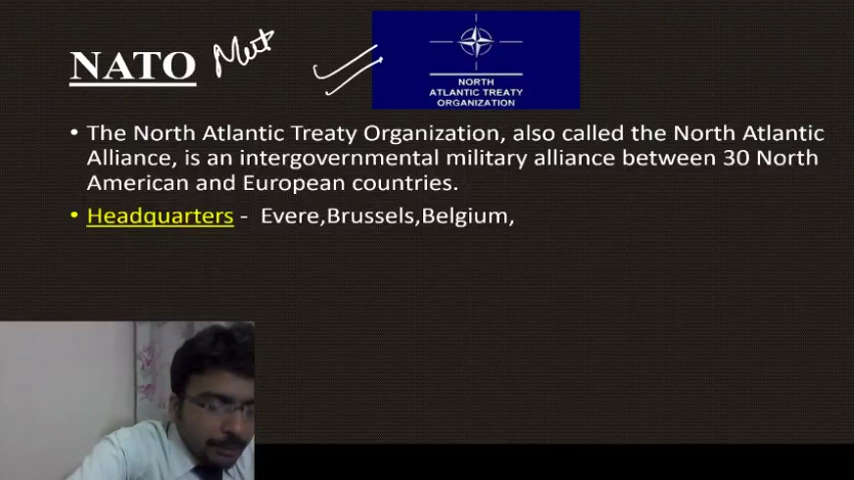 NATO
NORTH
ATLANTIC TREATY
ORGANIZATION
• The North Atlantic Treaty Organization, also called the North Atlantic
Alliance, is an intergovernmental military alliance between 30 North
American and European countries.
• Headquarters - Evere,Brussels,Belgium,